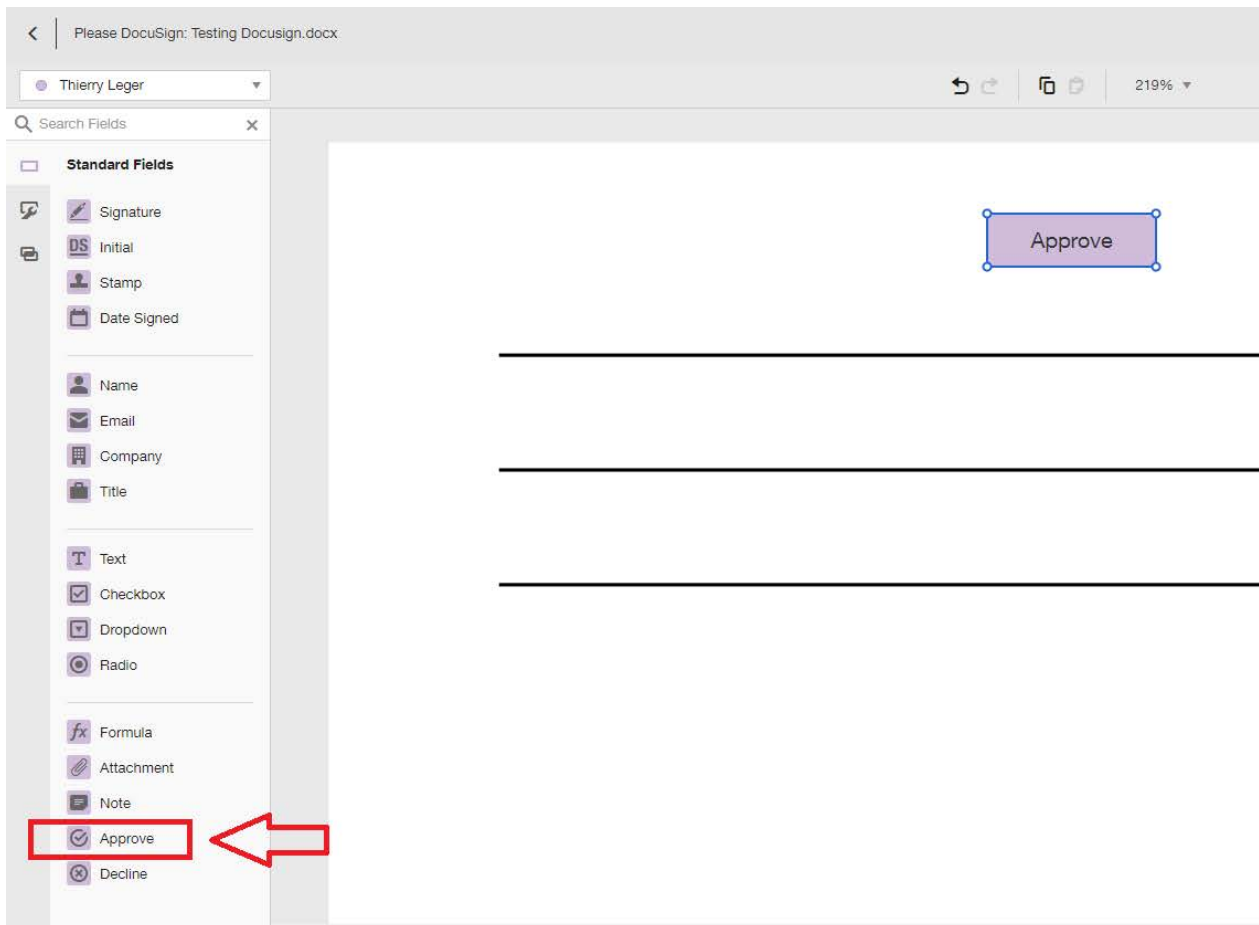 Please DocuSign: Testing Docusign.docx
Thierry Leger
219%
Search Fields
Standard Fields
Signature
DS Initial
Stamp
Date Signed
Name
Email
Company
Title
T Text
Checkbox
Dropdown
Radio
fx Formula
Attachment
Note
Approve
Decline
Approve